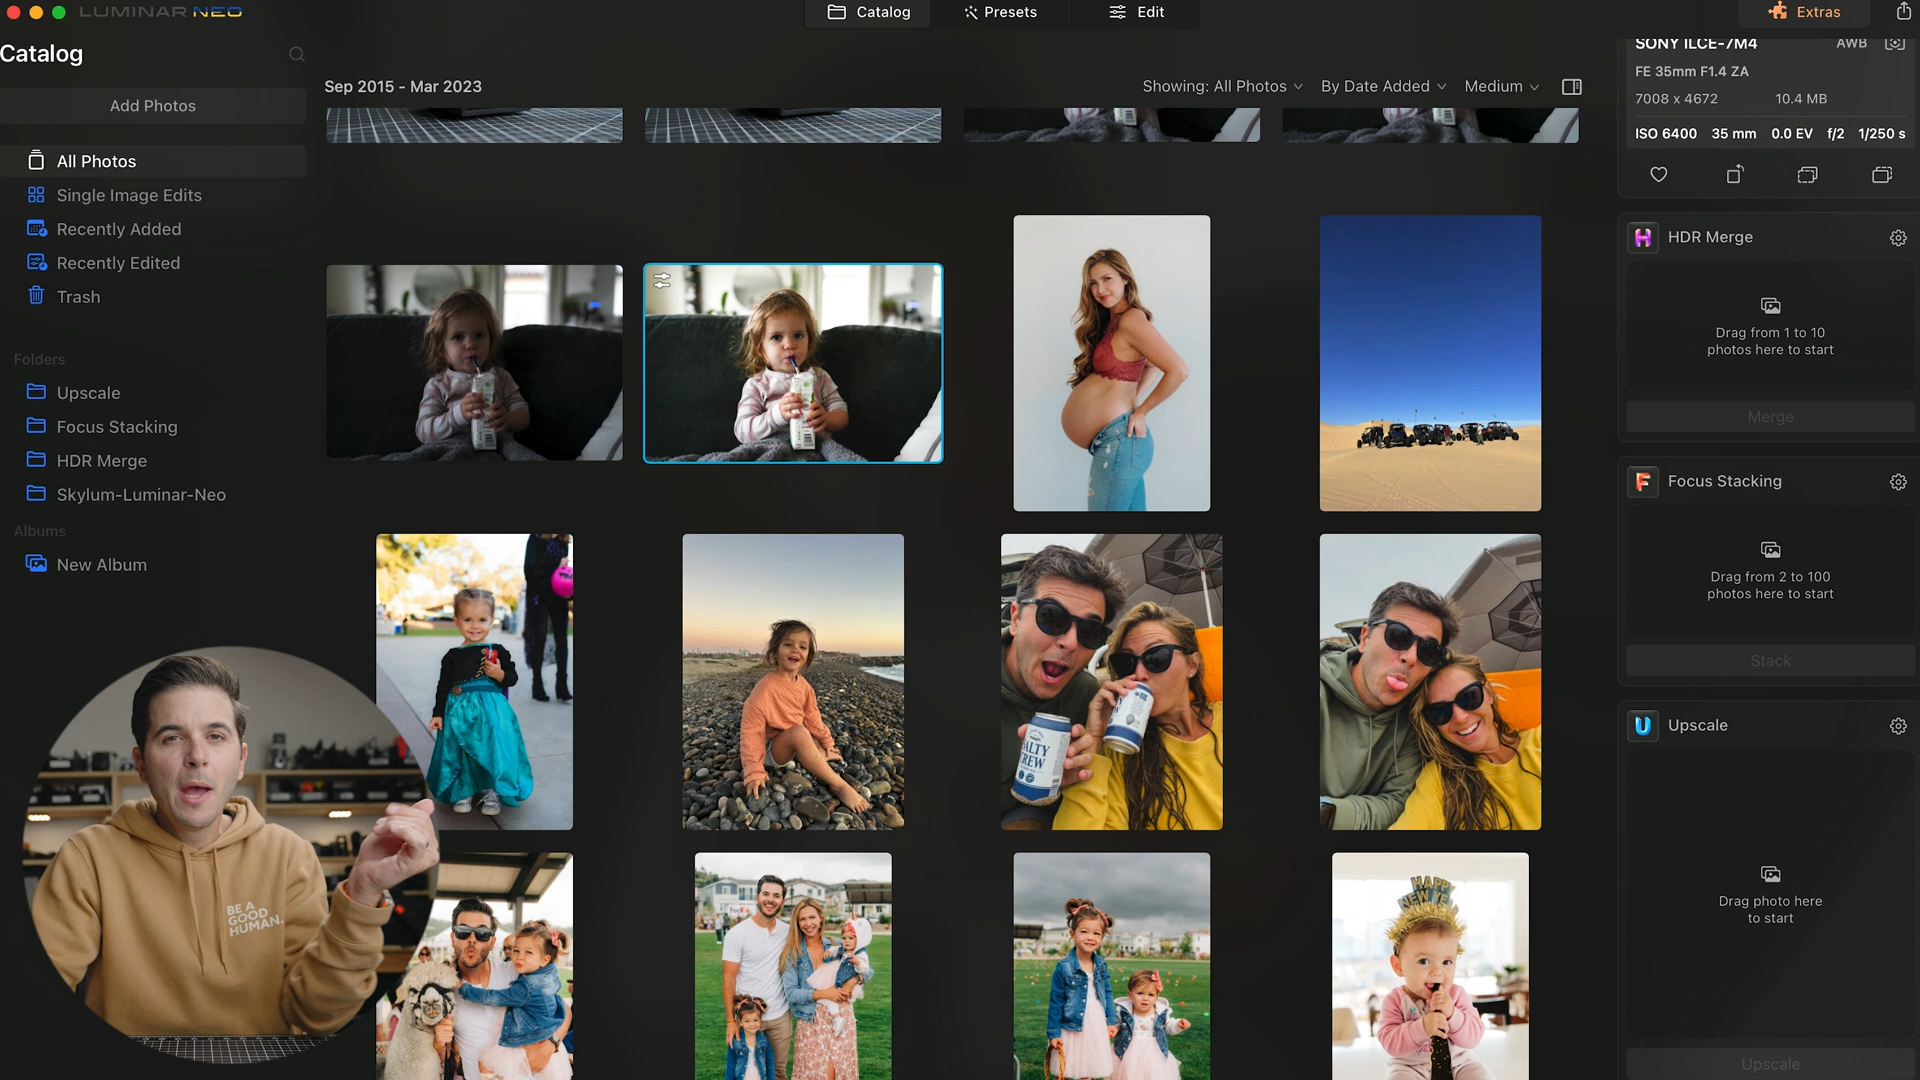 LUMINAR NEO
Catalog
Presets
Edit
Extras
Catalog
Add Photos
All Photos
Single Image Edits
Recently Added
Recently Edited
Trash
Folders
Upscale
Focus Stacking
HDR Merge
Skylum-Luminar-Neo
Albums
New Album
Sep 2015 - Mar 2023
Showing: All Photos
By Date Added
Medium
SALTY
CREW
HAPPY
NEW YEAR
BE A
GOOD
HUMAN.
SONY ILCE-7M4 AWB
FE 35mm F1.4 ZA
7008 x 4672 10.4 MB
ISO 6400 35 mm 0.0 EV f/2 1/250 s
HDR Merge
Drag from 1 to 10
photos here to start
Merge
Focus Stacking
Drag from 2 to 100
photos here to start
Stack
Upscale
Drag photo here
to start
Upscale